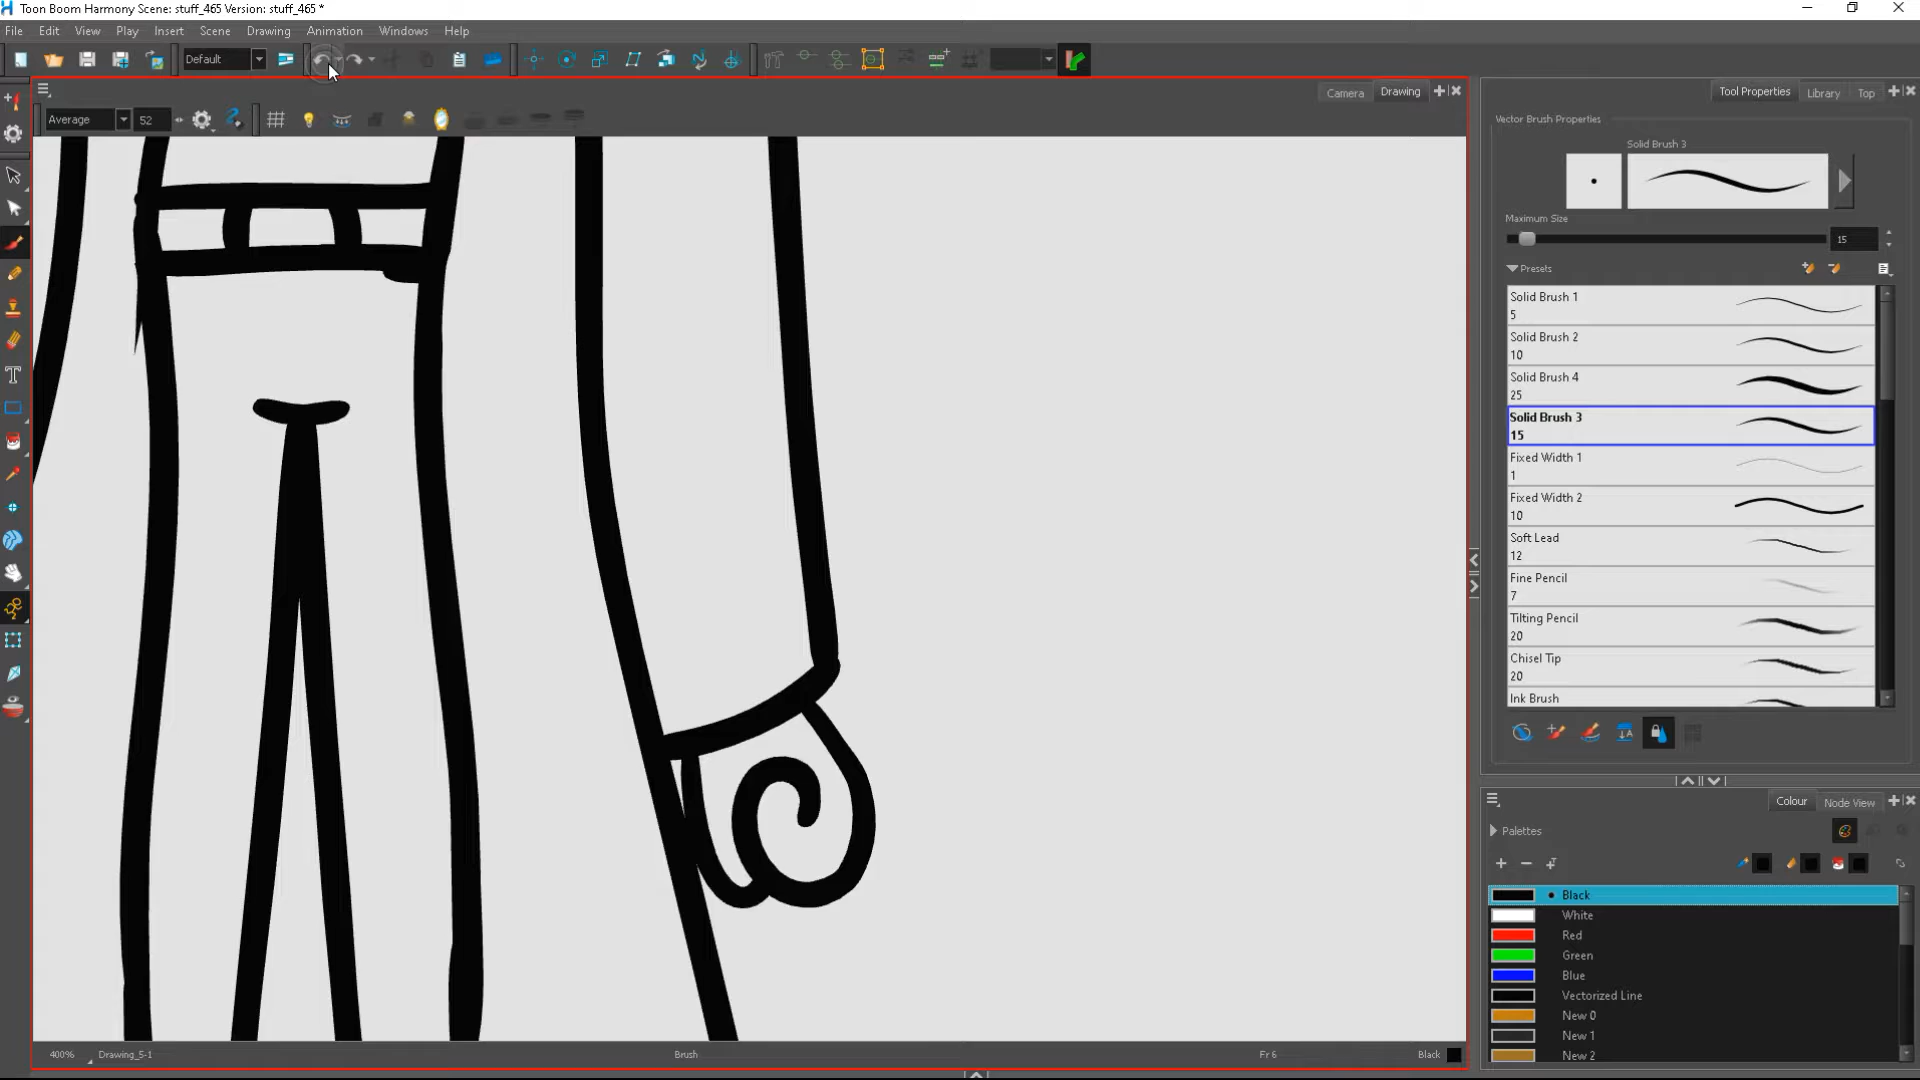 Toon Boom Harmony Scene: stuff_465 Version: stuff_465 *
File Edit View Play Insert Scene Drawing Animation Windows Help
Default
Camera Drawing
Average 52
Tool Properties Library Top
Vector Brush Properties
Solid Brush 3
Maximum Size
15
Presets
Solid Brush 1
5
Solid Brush 2
10
Solid Brush 4
25
Solid Brush 3
15
Fixed Width 1
1
Fixed Width 2
10
Soft Lead
12
Fine Pencil
7
Tilting Pencil
20
Chisel Tip
20
Ink Brush
Colour Node View
Palettes
Black
White
Red
Green
Blue
Vectorized Line
New 0
New 1
New 2
400% Drawing_5-1 Brush Fr 6 Black